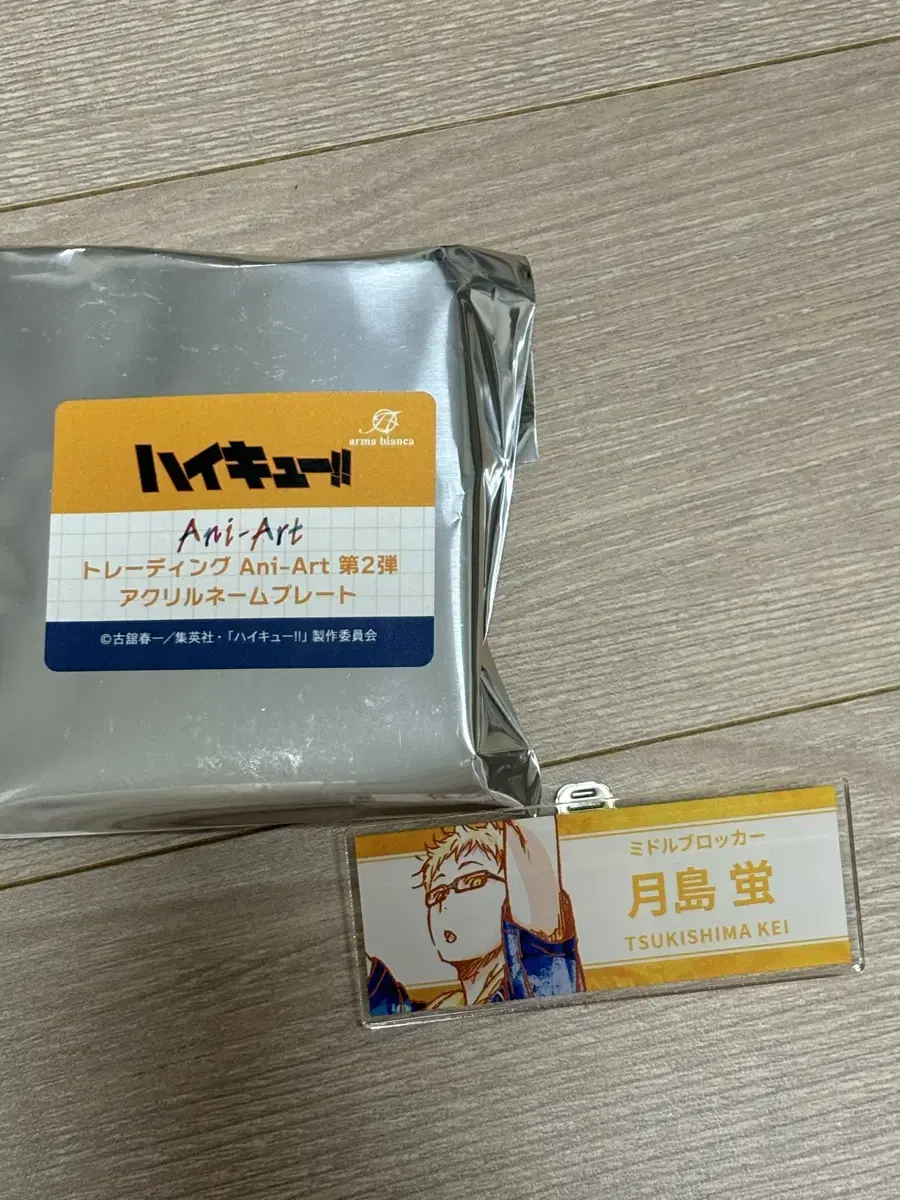 arma bianca
ハイキュー!!
Ani-Art
トレーディング Ani-Art 第2弾
アクリルネームプレート
©古舘春一／集英社・「ハイキュー!!」製作委員会
ミドルブロッカー
月島 蛍
TSUKISHIMA KEI